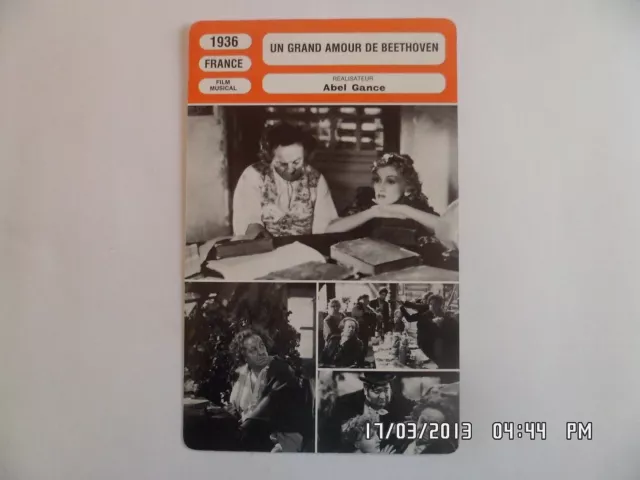 1936
FRANCE
FILM
MUSICAL
UN GRAND AMOUR DE BEETHOVEN
RÉALISATEUR
Abel Gance
17/03/2013 04:44 PM